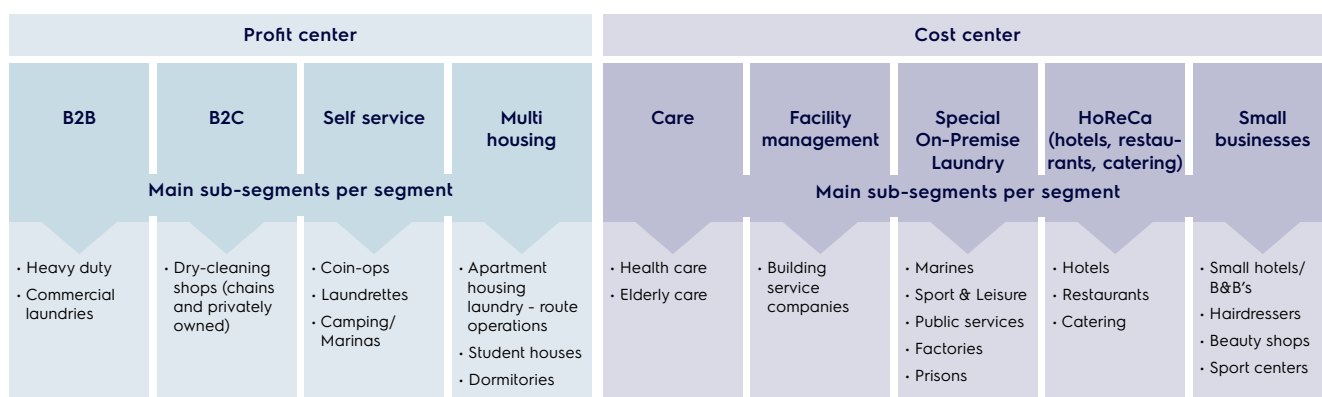 Profit center
Cost center
B2B
B2C
Self service
Multi
housing
Care
Facility
management
Special
On-Premise
Laundry
HoReCa
(hotels, restau-
rants, catering)
Small
businesses
Main sub-segments per segment
Main sub-segments per segment
· Heavy duty
· Commercial
laundries
· Dry-cleaning
shops (chains
and privately
owned)
· Coin-ops
· Laundrettes
· Camping/
Marinas
· Apartment
housing
laundry - route
operations
· Student houses
· Dormitories
· Health care
· Elderly care
· Building
service
companies
· Marines
· Sport & Leisure
· Public services
· Factories
· Prisons
· Hotels
· Restaurants
· Catering
· Small hotels/
B&B’s
· Hairdressers
· Beauty shops
· Sport centers